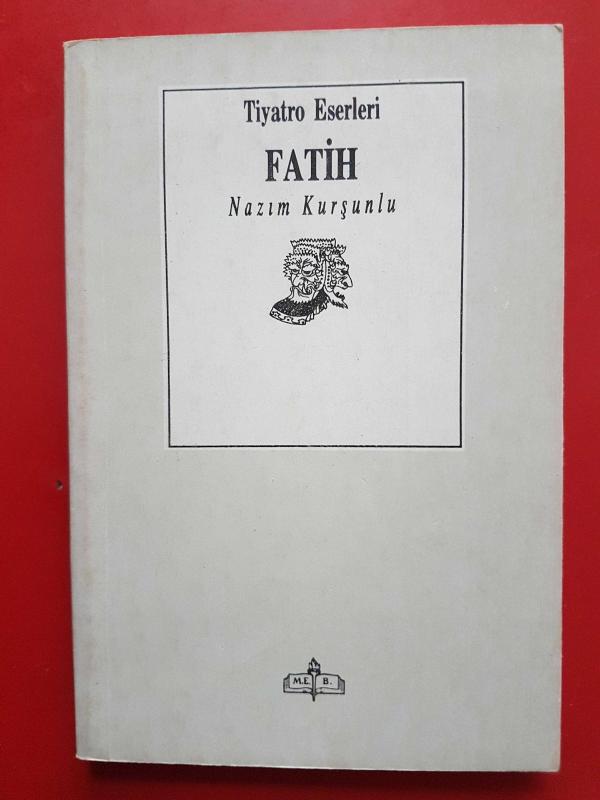 Tiyatro Eserleri
FATİH
Nazım Kurşunlu
M.E. B.